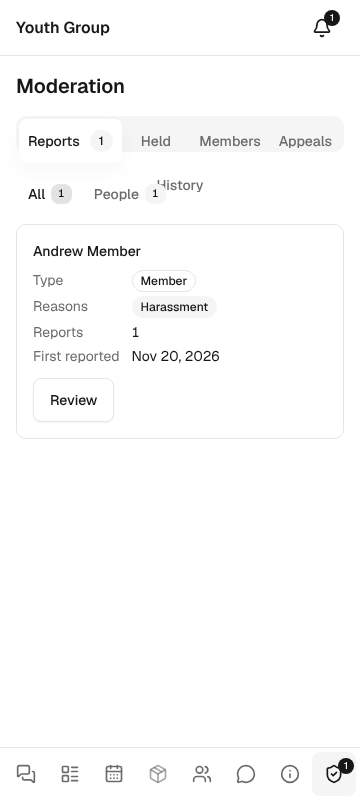 Youth Group
1
Moderation
Reports 1 Held Members Appeals
History
All 1 People 1
Andrew Member
Type Member
Reasons Harassment
Reports 1
First reported Nov 20, 2026
Review
1